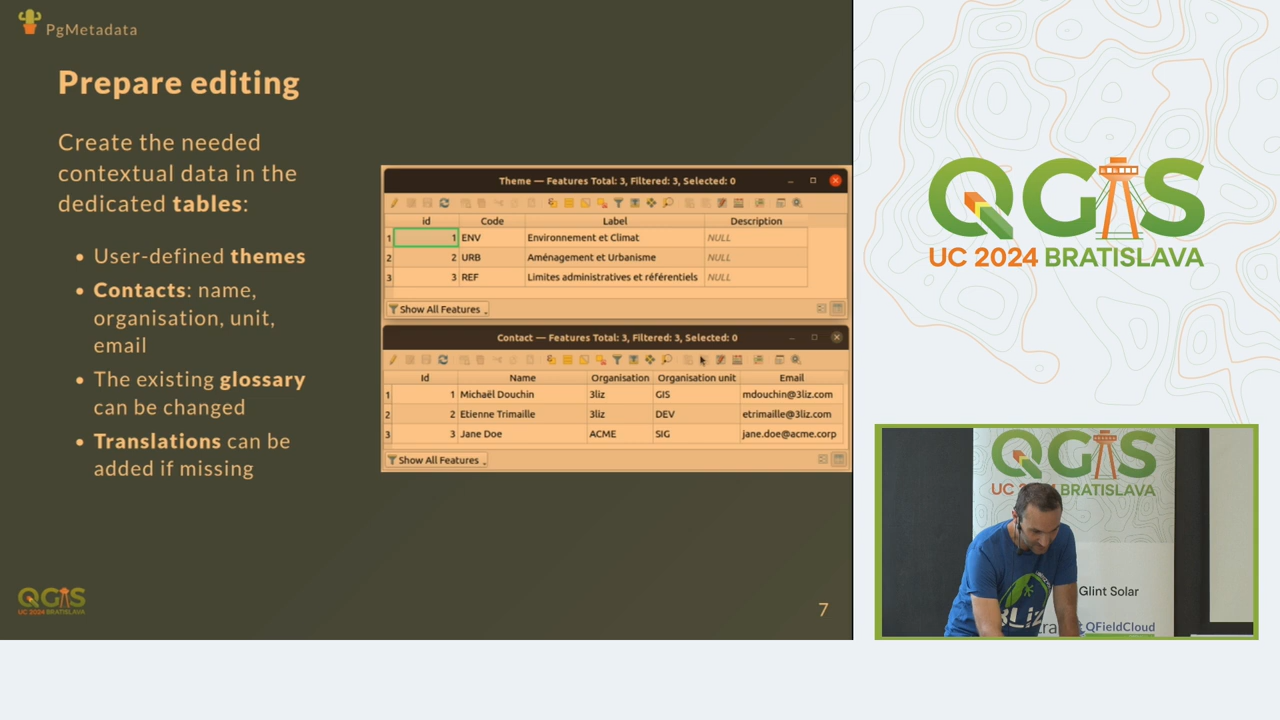 PgMetadata
Prepare editing
Create the needed
contextual data in the
dedicated tables:
• User-defined themes
• Contacts: name,
organisation, unit,
email
• The existing glossary
can be changed
• Translations can be
added if missing
Theme — Features Total: 3, Filtered: 3, Selected: 0
id Code Label Description
1 1 ENV Environnement et Climat NULL
2 2 URB Aménagement et Urbanisme NULL
3 3 REF Limites administratives et référentiels NULL
Show All Features
Contact — Features Total: 3, Filtered: 3, Selected: 0
Id Name Organisation Organisation unit Email
1 1 Michaël Douchin 3liz GIS mdouchin@3liz.com
2 2 Etienne Trimaille 3liz DEV etrimaille@3liz.com
3 3 Jane Doe ACME SIG jane.doe@acme.corp
Show All Features
QGIS
UC 2024 BRATISLAVA
7
QGIS
UC 2024 BRATISLAVA
QGIS
UC BRATISLAVA
Glint Solar
3Liz
QFieldCloud